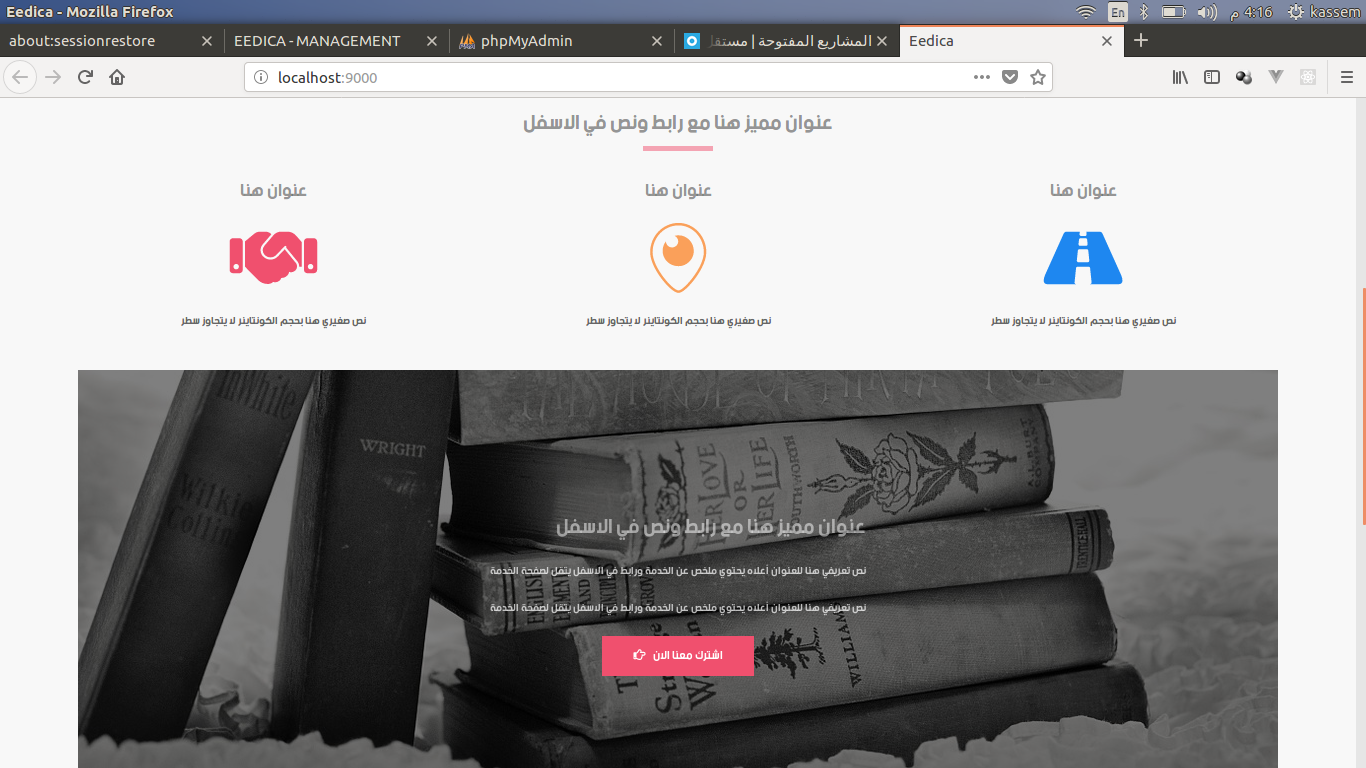 Eedica - Mozilla Firefox
En
4:16 م
kassem
about:sessionrestore
EEDICA - MANAGEMENT
phpMyAdmin
المشاريع المفتوحة | مستقل
Eedica
localhost:9000
عنوان مميز هنا مع رابط ونص في الاسفل
عنوان هنا
عنوان هنا
عنوان هنا
نص صغيري هنا بحجم الكونتاينر لا يتجاوز سطر
نص صغيري هنا بحجم الكونتاينر لا يتجاوز سطر
نص صغيري هنا بحجم الكونتاينر لا يتجاوز سطر
WRIGHT
Wilkie
Collin
OR
WILLIAM
عنوان مميز هنا مع رابط ونص في الاسفل
نص تعريفي هنا للعنوان أعلاه يحتوي ملخص عن الخدمة ورابط في الاسفل ينقل لصفحة الخدمة
نص تعريفي هنا للعنوان أعلاه يحتوي ملخص عن الخدمة ورابط في الاسفل ينقل لصفحة الخدمة
اشترك معنا الان